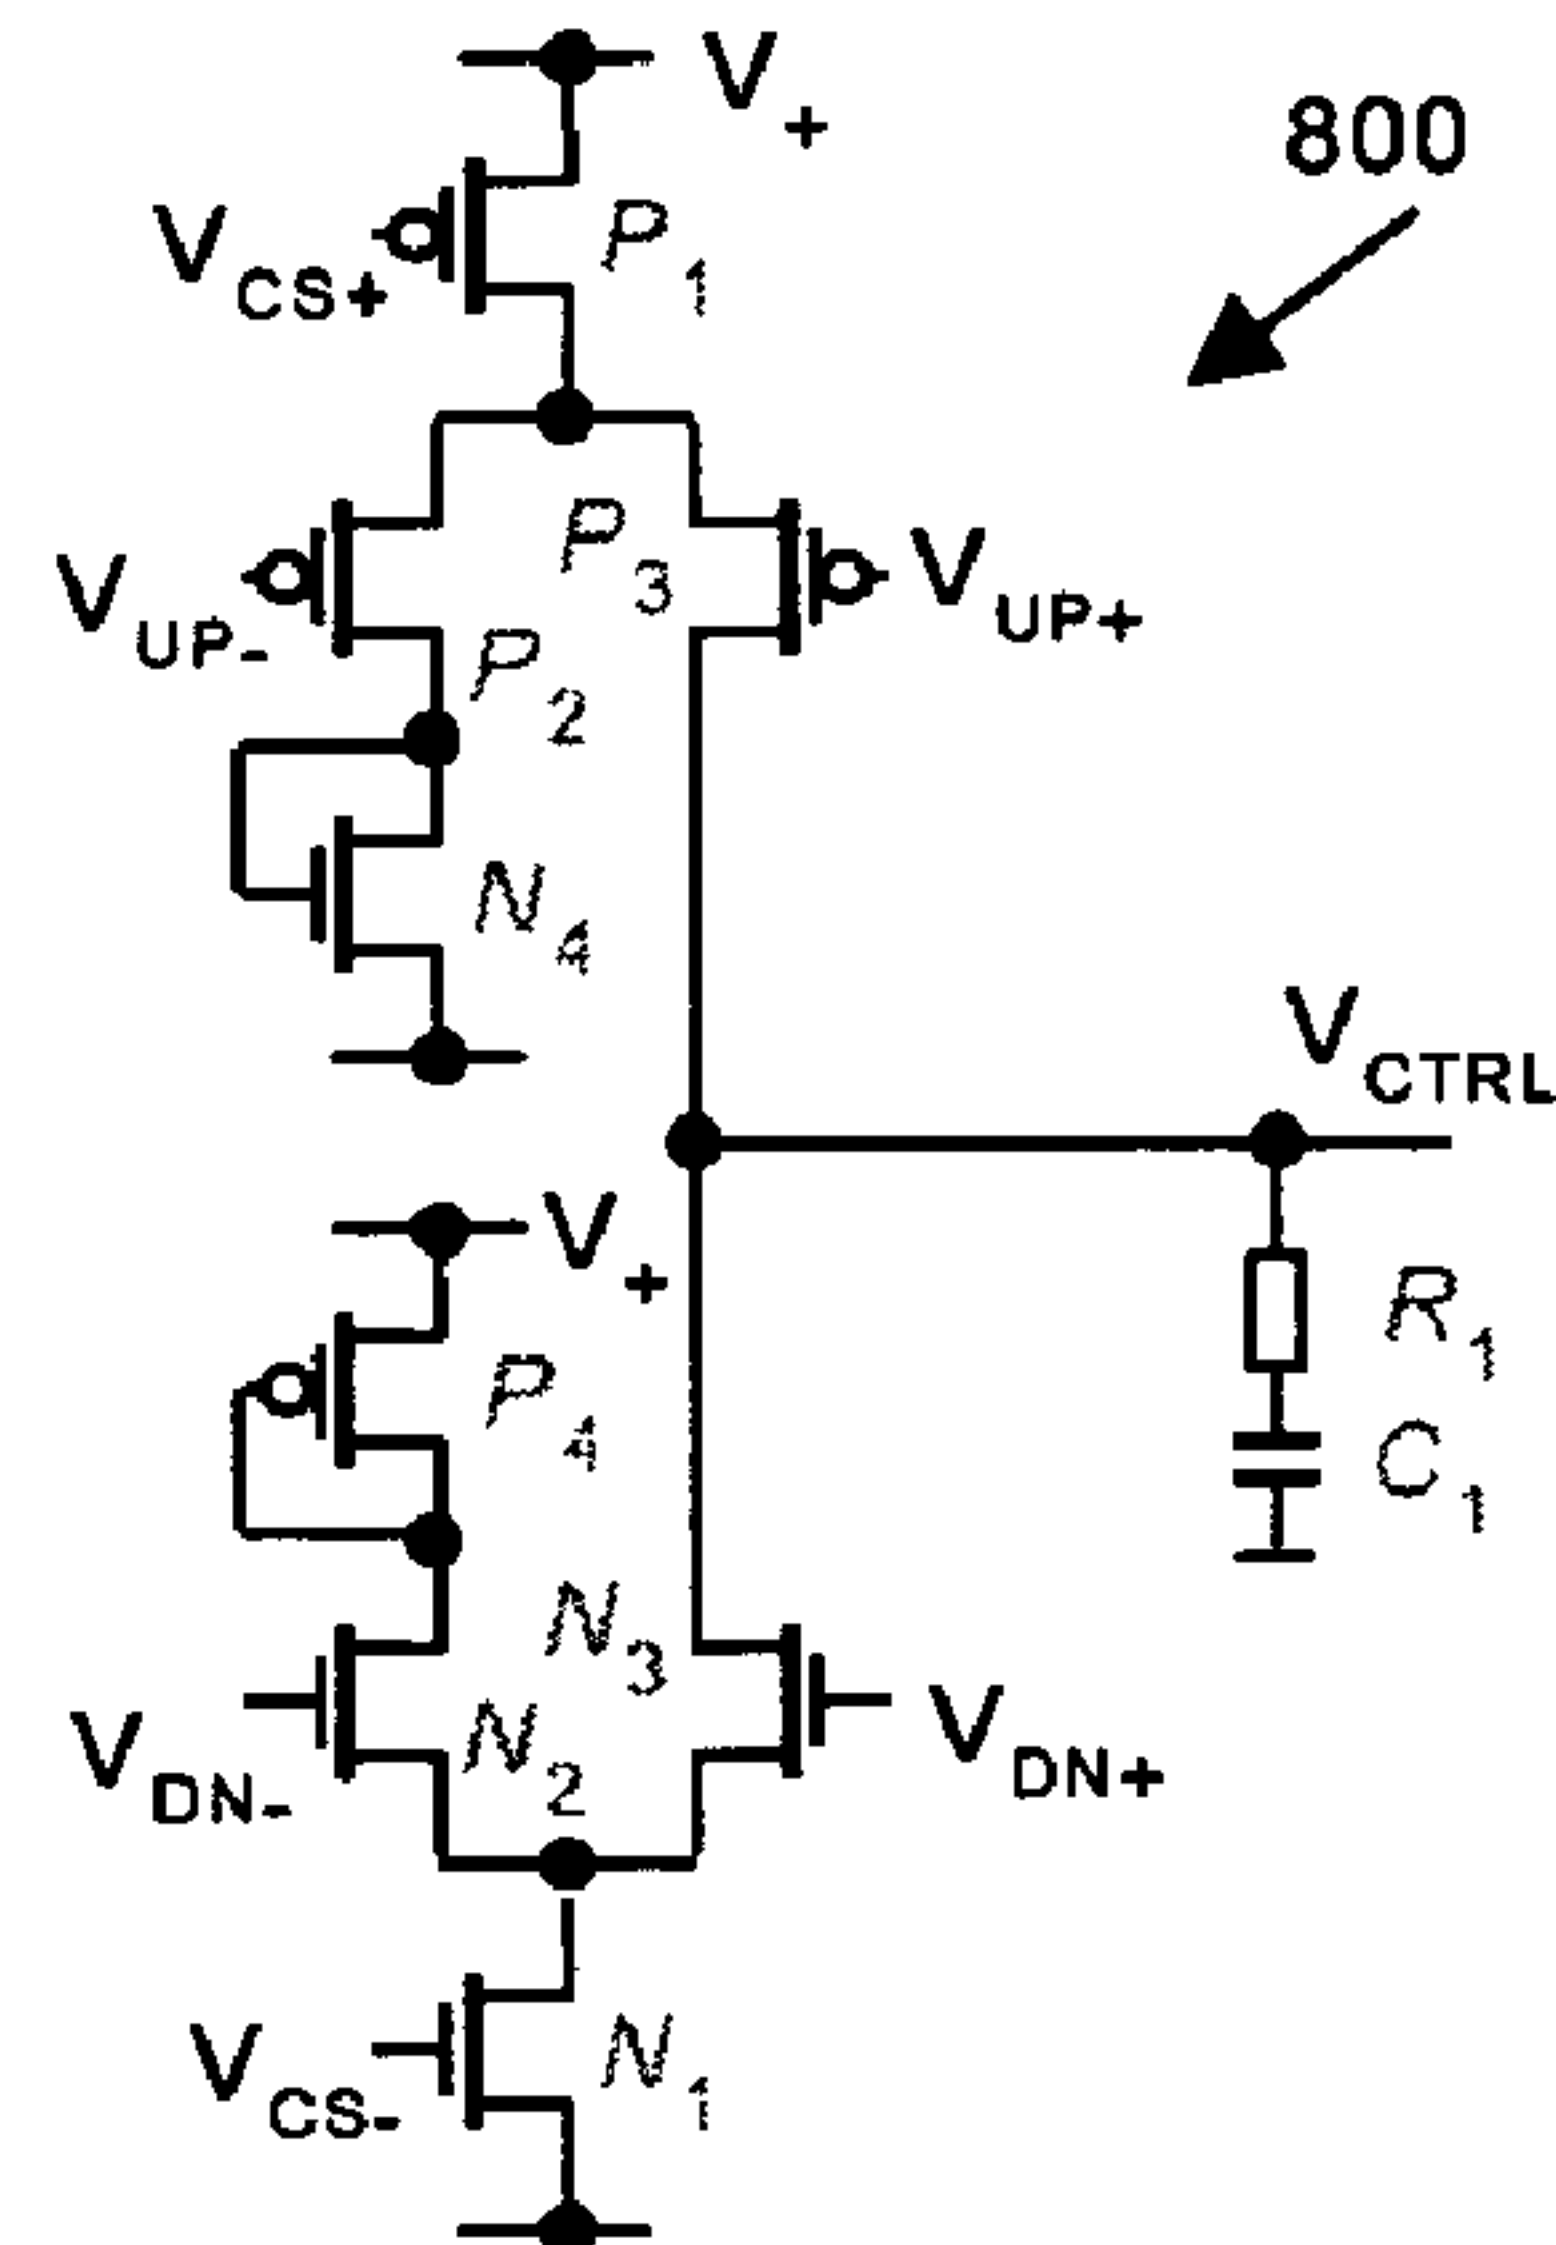 V+
800
VCS+
P1
P3
VUP-
VUP+
P2
N4
VCTRL
V+
R1
P4
C1
N3
VDN-
N2
VDN+
VCS-
N1